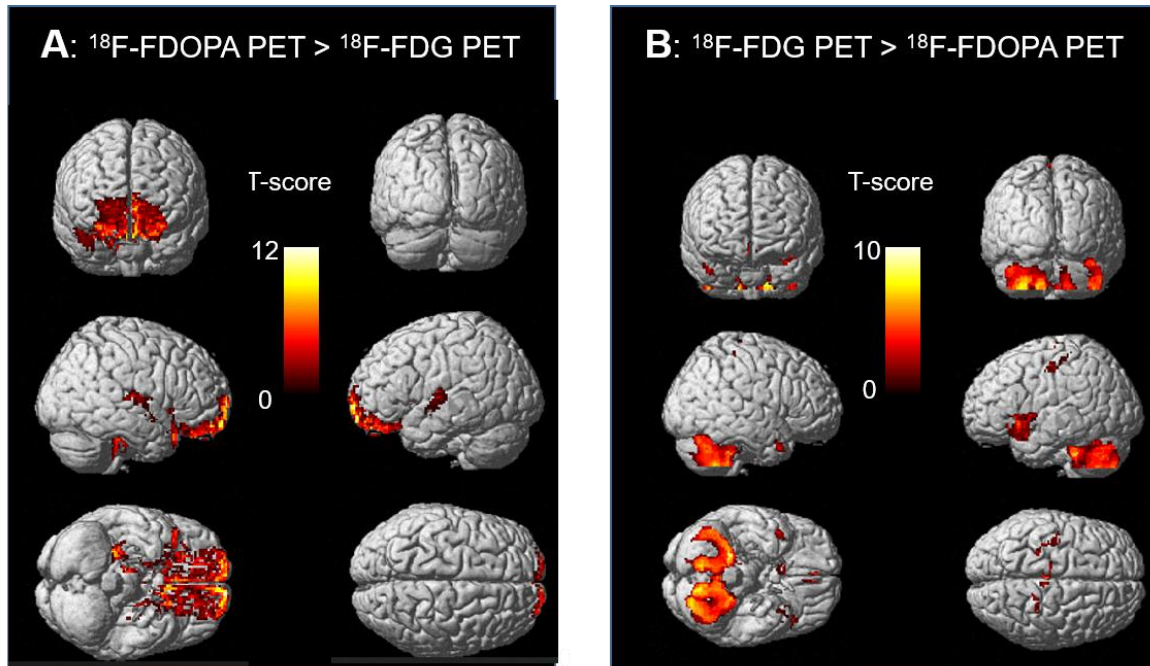 A: ¹⁸F-FDOPA PET > ¹⁸F-FDG PET
T-score
12
0
B: ¹⁸F-FDG PET > ¹⁸F-FDOPA PET
T-score
10
0